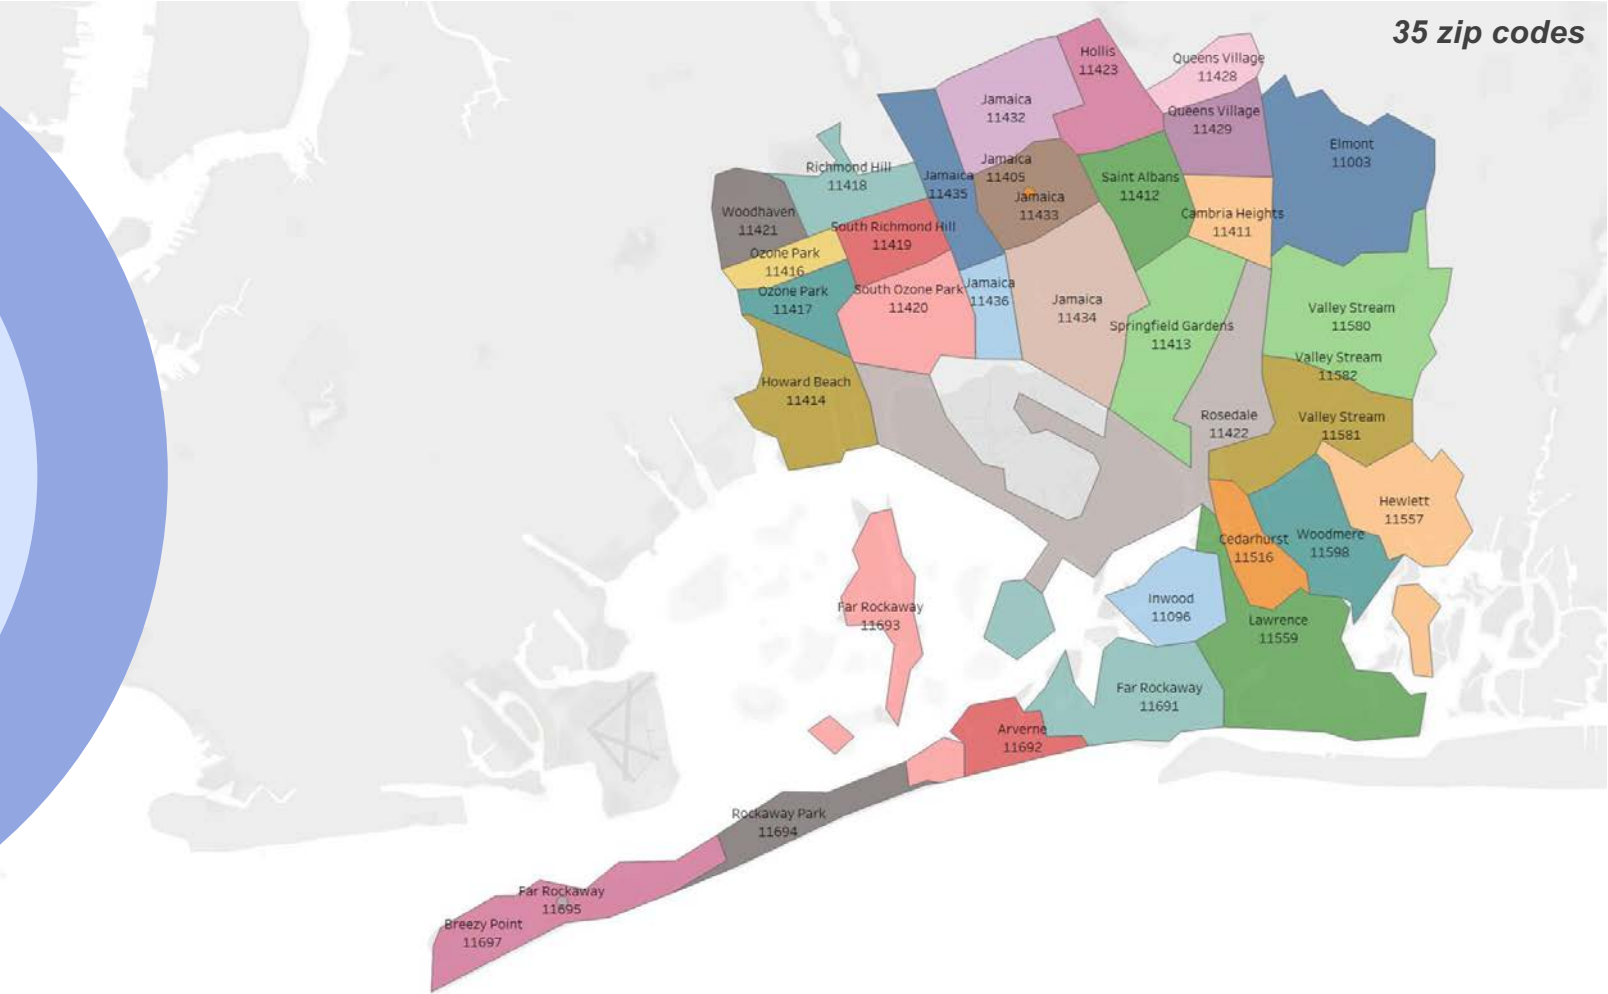 35 zip codes
Hollis
11423
Queens Village
11428
Jamaica
11432
Queens Village
11429
Elmont
11003
Jamaica
11405
Richmond Hill
11418
Jamaica
11435
Saint Albans
11412
Jamaica
11433
Woodhaven
11421
Cambria Heights
11411
South Richmond Hill
11419
Ozone Park
11416
Ozone Park
11417
South Ozone Park
11420
Jamaica
11436
Jamaica
11434
Springfield Gardens
11413
Valley Stream
11580
Valley Stream
11582
Howard Beach
11414
Rosedale
11422
Valley Stream
11581
Hewlett
11557
Cedarhurst
11516
Woodmere
11598
Inwood
11096
Far Rockaway
11693
Lawrence
11559
Far Rockaway
11691
Arverne
11692
Rockaway Park
11694
Far Rockaway
11695
Breezy Point
11697